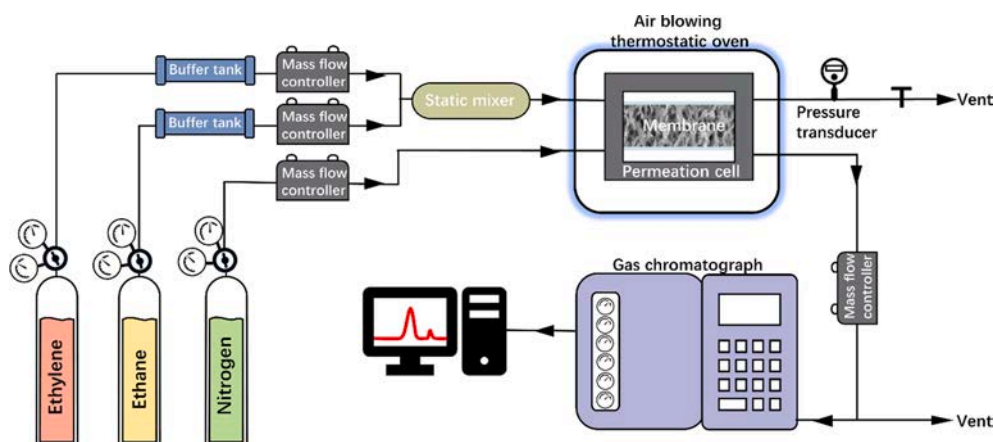 Air blowing
thermostatic oven
Buffer tank
Mass flow
controller
Static mixer
Buffer tank
Mass flow
controller
Mass flow
controller
Membrane
Permeation cell
Pressure
transducer
Vent
Ethylene
Ethane
Nitrogen
Gas chromatograph
Mass flow
controller
Vent